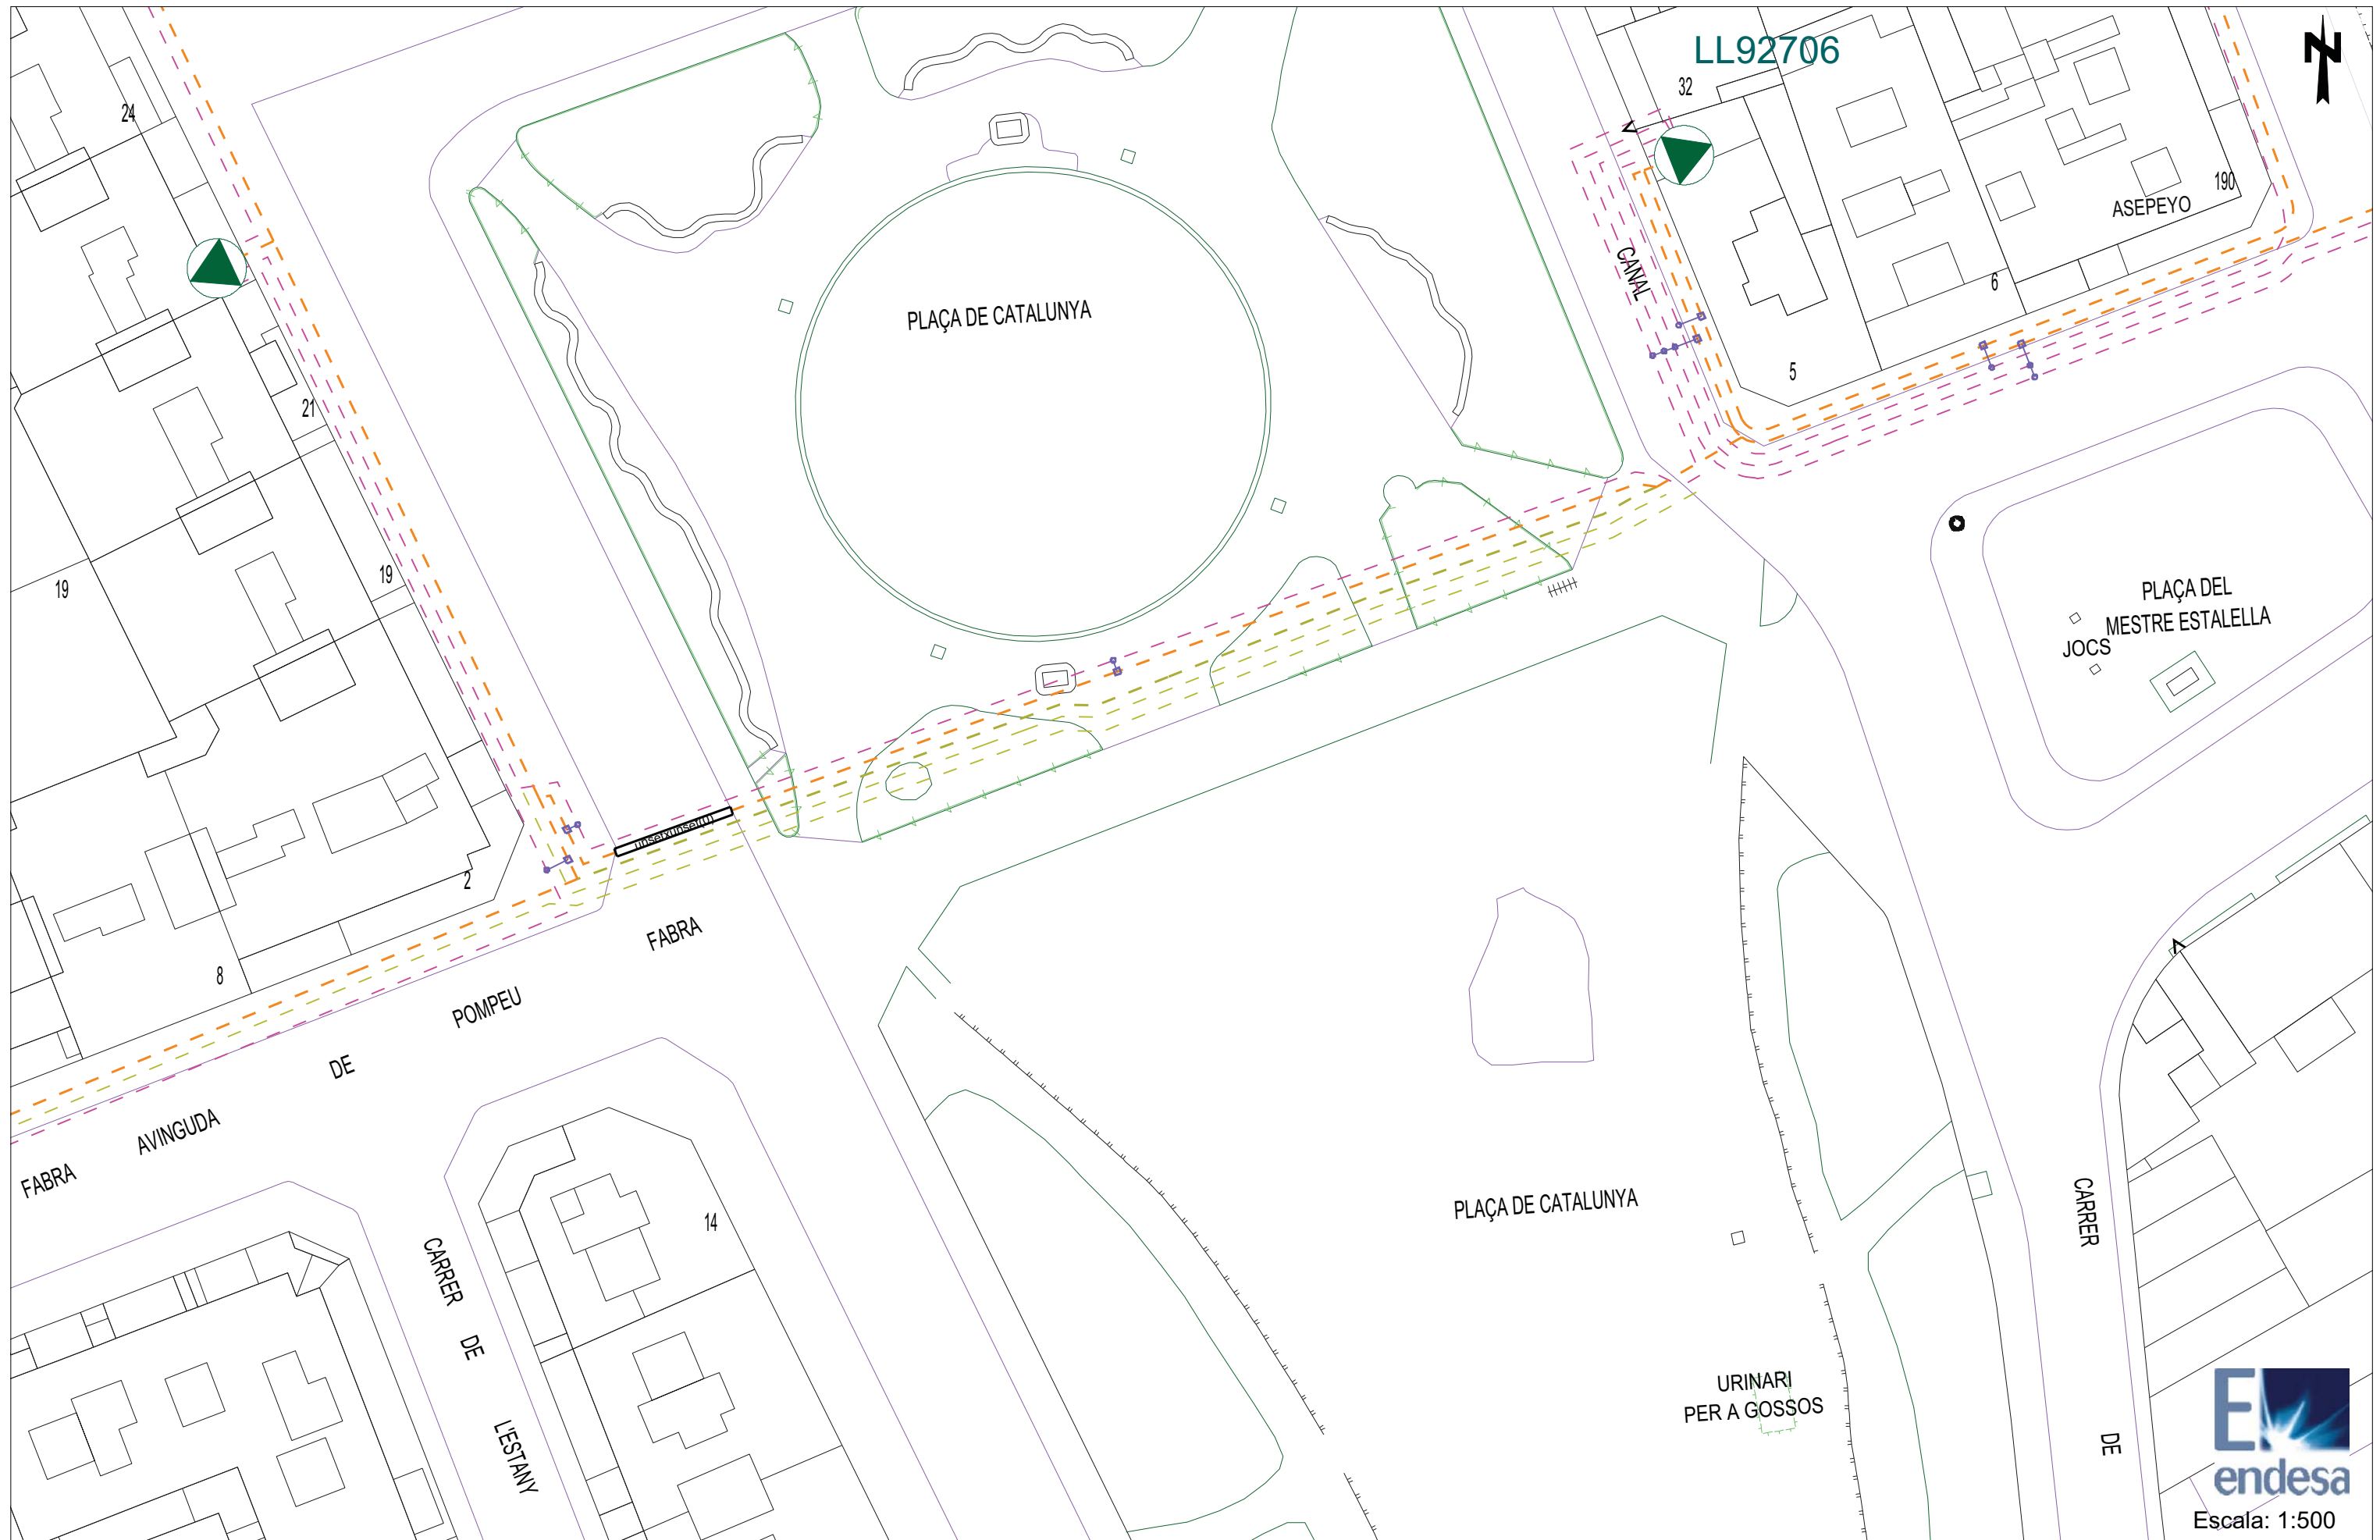 LL92706
N
32
24
190
ASEPEYO
CANAL
6
PLAÇA DE CATALUNYA
5
21
19
19
PLAÇA DEL
MESTRE ESTALELLA
JOCS
unsetxunset(U)
2
FABRA
8
POMPEU
DE
AVINGUDA
FABRA
PLAÇA DE CATALUNYA
14
CARRER
CARRER
DE
L'ESTANY
URINARI
PER A GOSSOS
DE
E
endesa
Escala: 1:500